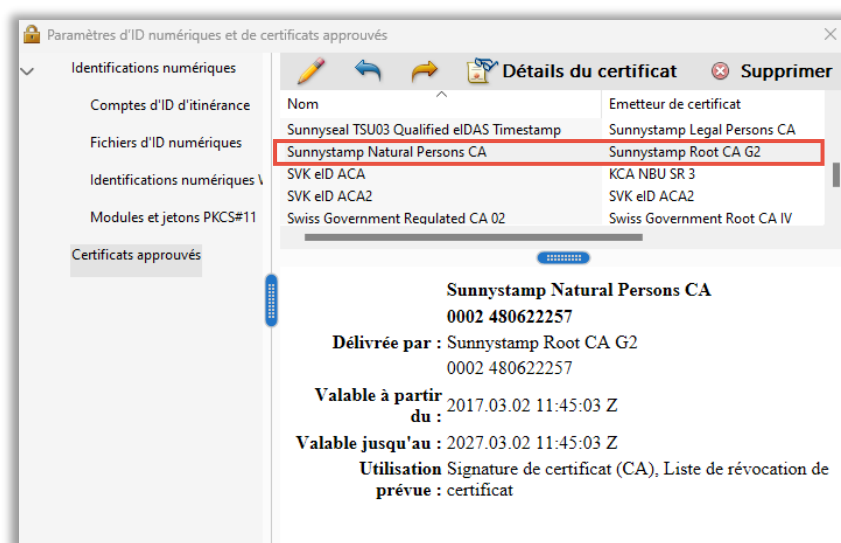 Paramètres d'ID numériques et de certificats approuvés
Identifications numériques
Comptes d'ID d'itinérance
Fichiers d'ID numériques
Identifications numériques
Modules et jetons PKCS#11
Certificats approuvés
Détails du certificat Supprimer
Nom Emetteur de certificat
Sunnyseal TSU03 Qualified eIDAS Timestamp Sunnystamp Legal Persons CA
Sunnystamp Natural Persons CA Sunnystamp Root CA G2
SVK eID ACA KCA NBU SR 3
SVK eID ACA2 SVK eID ACA2
Swiss Government Regulated CA 02 Swiss Government Root CA IV
Sunnystamp Natural Persons CA
0002 480622257
Délivrée par : Sunnystamp Root CA G2
0002 480622257
Valable à partir
du : 2017.03.02 11:45:03 Z
Valable jusqu'au : 2027.03.02 11:45:03 Z
Utilisation Signature de certificat (CA), Liste de révocation de
prévue : certificat